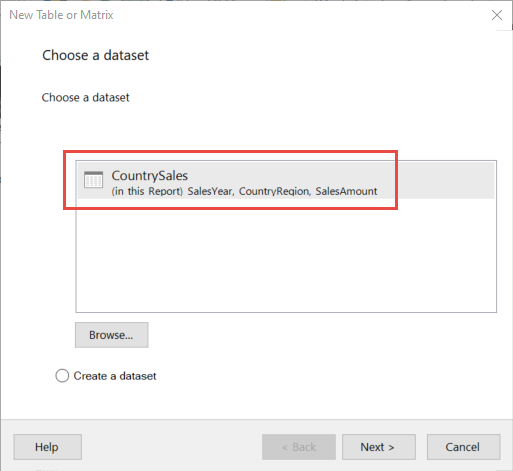 New Table or Matrix
Choose a dataset
Choose a dataset
CountrySales
(in this Report) SalesYear, CountryRegion, SalesAmount
Browse...
Create a dataset
Help
< Back
Next >
Cancel